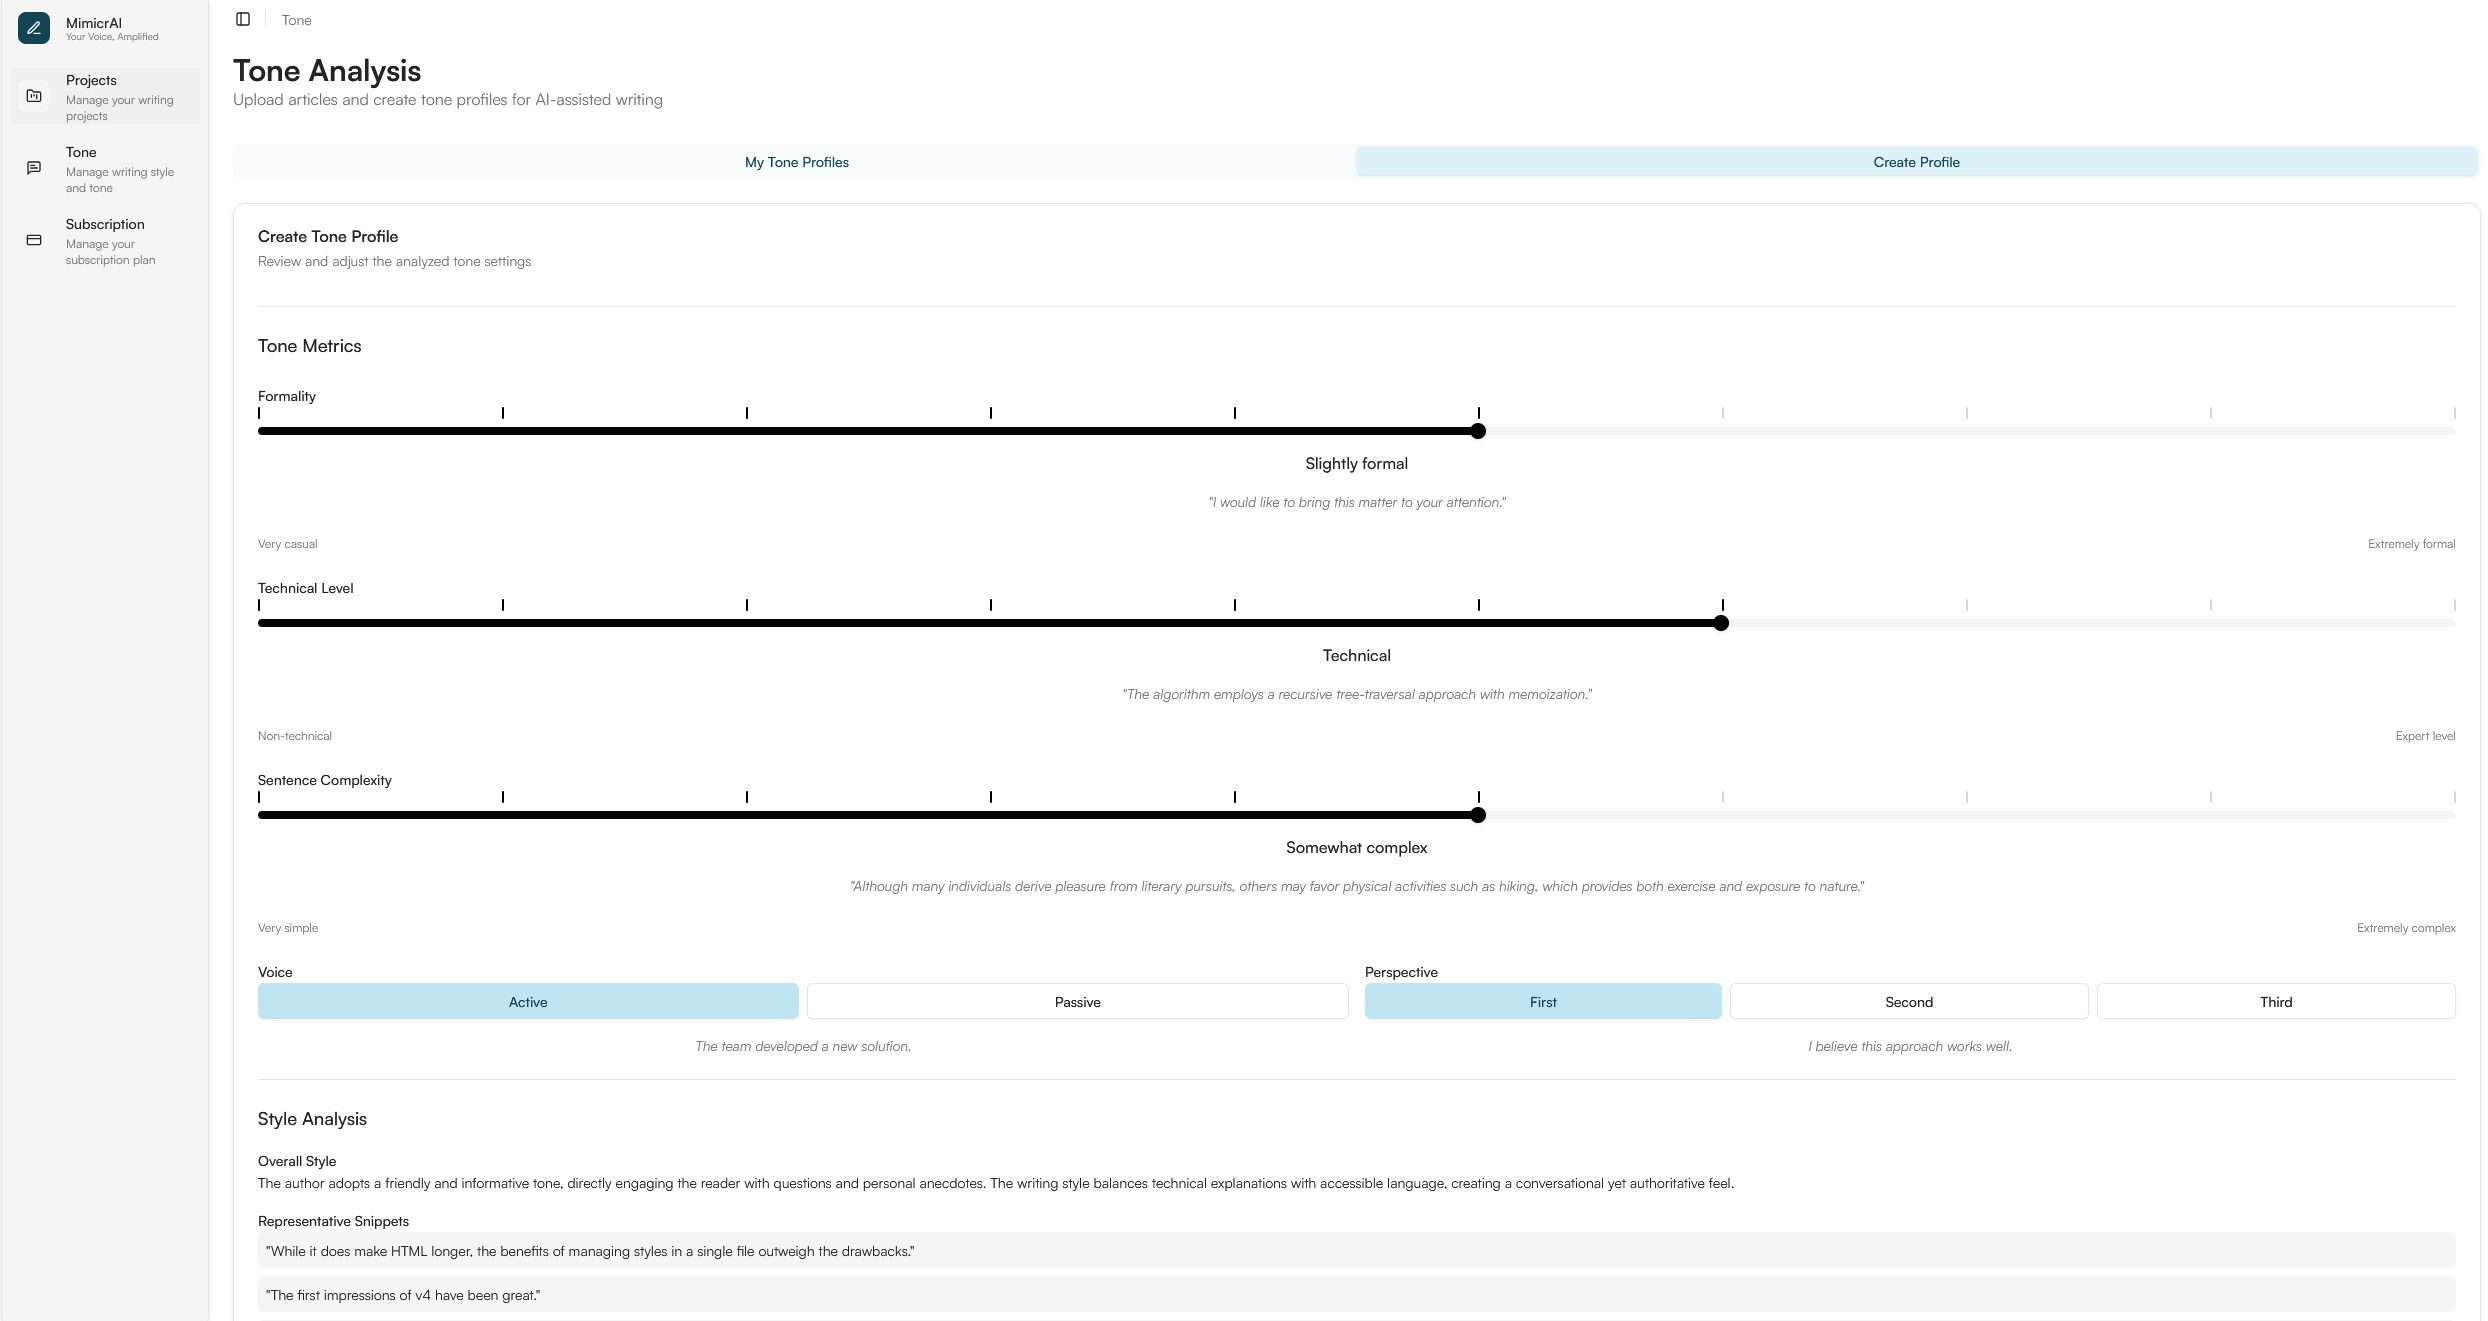 MimicrAI
Your Voice, Amplified
Projects
Manage your writing
projects
Tone
Manage writing style
and tone
Subscription
Manage your
subscription plan
Tone
Tone Analysis
Upload articles and create tone profiles for AI-assisted writing
My Tone Profiles
Create Profile
Create Tone Profile
Review and adjust the analyzed tone settings
Tone Metrics
Formality
Slightly formal
"I would like to bring this matter to your attention."
Very casual
Extremely formal
Technical Level
Technical
"The algorithm employs a recursive tree-traversal approach with memoization."
Non-technical
Expert level
Sentence Complexity
Somewhat complex
"Although many individuals derive pleasure from literary pursuits, others may favor physical activities such as hiking, which provides both exercise and exposure to nature."
Very simple
Extremely complex
Voice
Active
Passive
The team developed a new solution.
Perspective
First
Second
Third
I believe this approach works well.
Style Analysis
Overall Style
The author adopts a friendly and informative tone, directly engaging the reader with questions and personal anecdotes. The writing style balances technical explanations with accessible language, creating a conversational yet authoritative feel.
Representative Snippets
"While it does make HTML longer, the benefits of managing styles in a single file outweigh the drawbacks."
"The first impressions of v4 have been great."